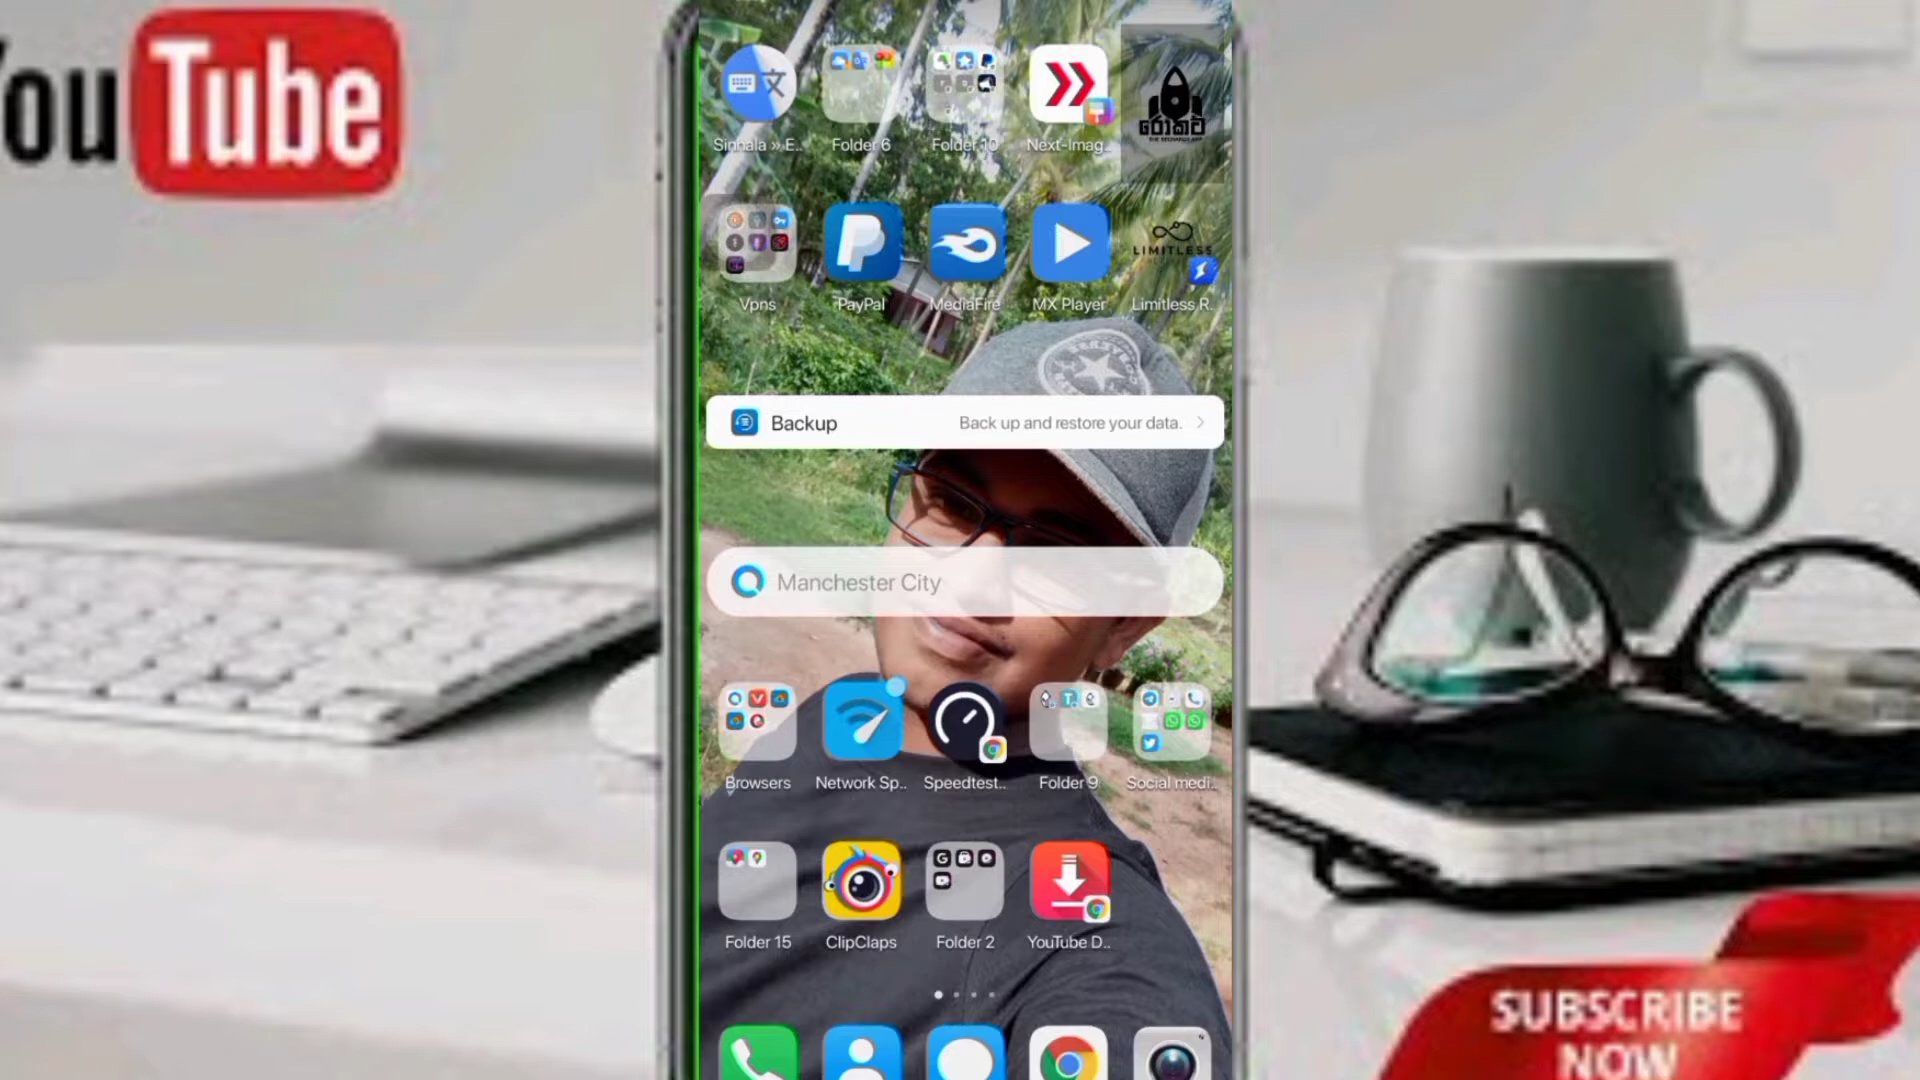 YouTube
රොකට්
Sinhala » E..
Folder 6
Folder 10
Next-Imag..
LIMITLESS
Vpns
PayPal
MediaFire
MX Player
Limitless R..
Backup
Back up and restore your data.
Manchester City
Browsers
Network Sp..
Speedtest..
Folder 9
Social medi..
Folder 15
ClipClaps
Folder 2
YouTube D..
SUBSCRIBE
NOW